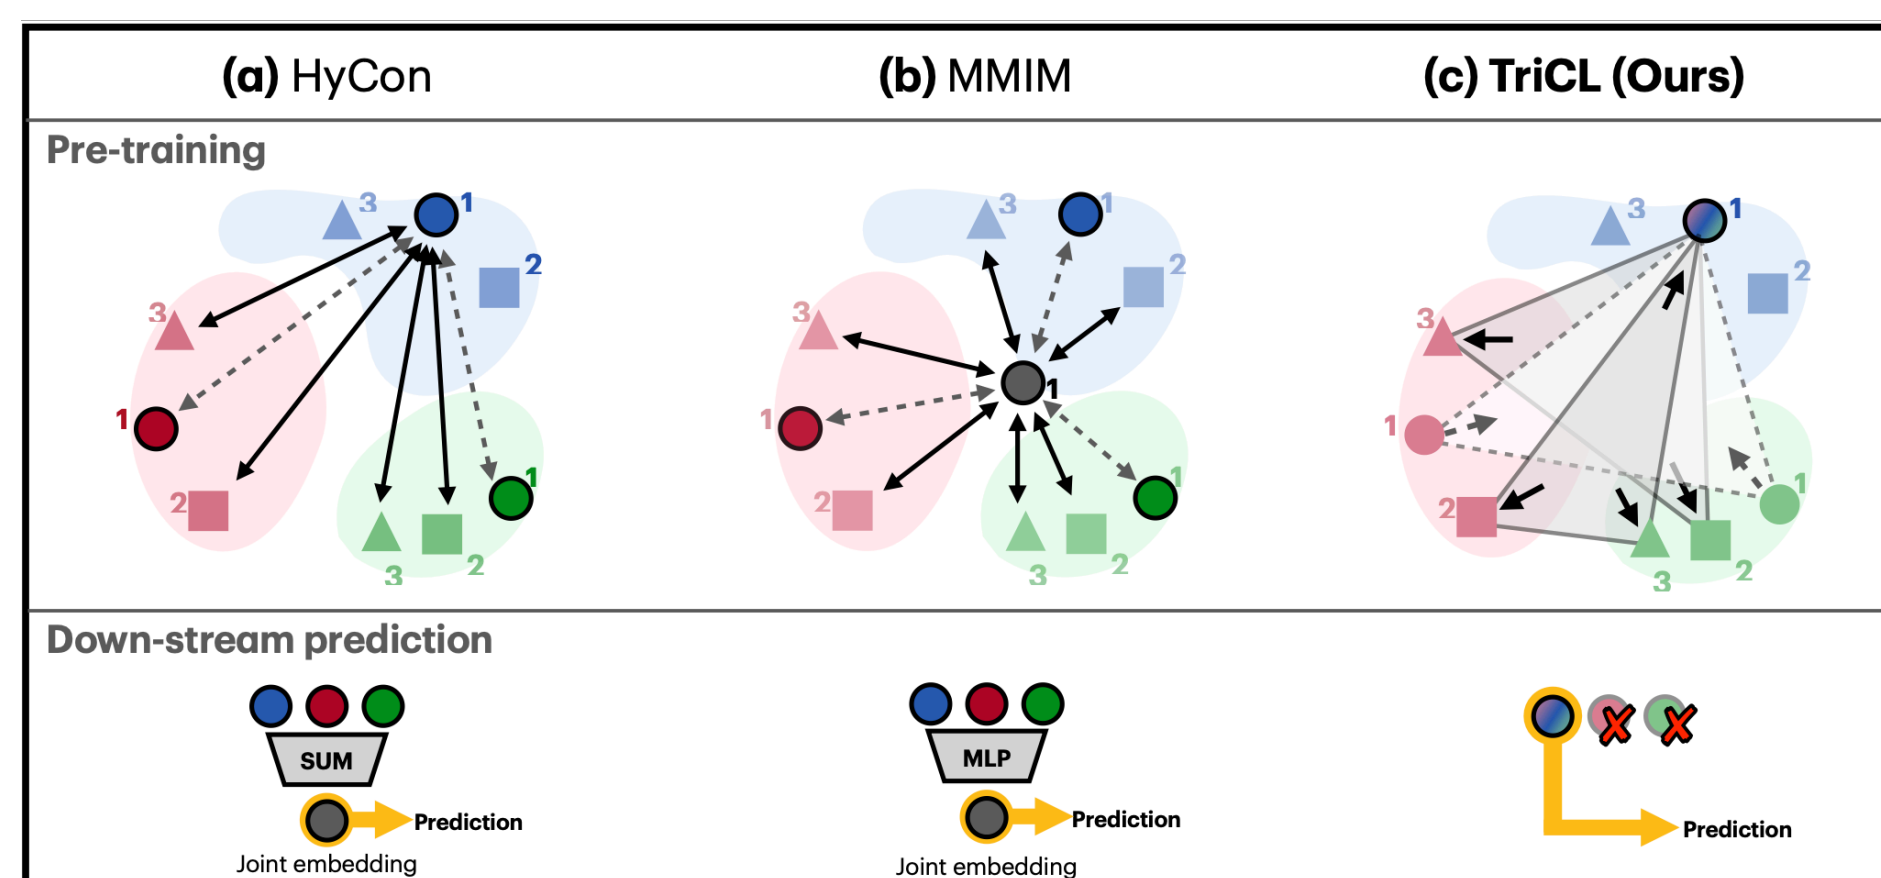 (a) HyCon
(b) MMIM
(c) TriCL (Ours)
Pre-training
3 1
2
3
1
2
1
3 2
3 1
2
3
1
1
2
1
3 2
3 1
2
3
1
2
1
3 2
Down-stream prediction
SUM
Prediction
Joint embedding
MLP
Prediction
Joint embedding
Prediction